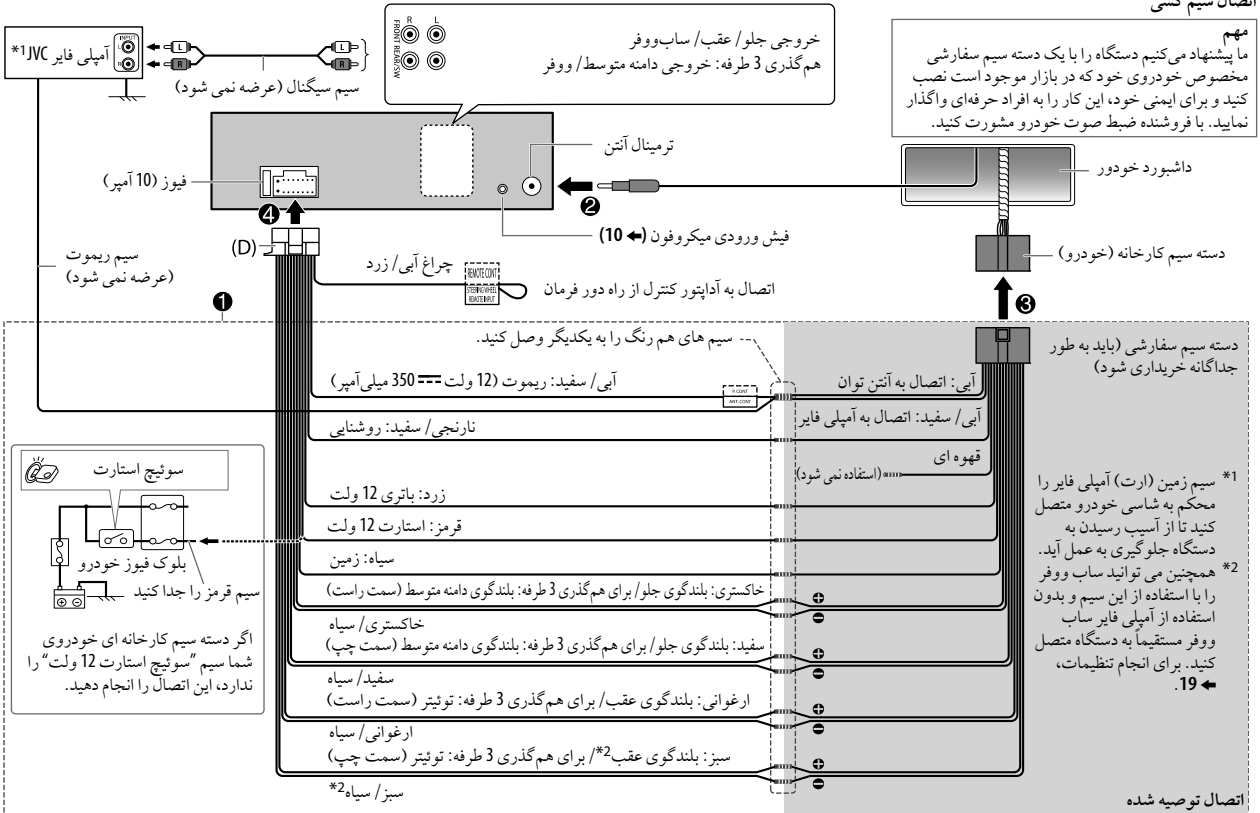 اتصال سیم کشی
مهم
ما پیشنهاد می‌کنیم دستگاه را با یک دسته سیم سفارشی
مخصوص خودروی خود که در بازار موجود است نصب
کنید و برای ایمنی خود، این کار را به افراد حرفه‌ای واگذار
نمایید. با فروشنده ضبط صوت خودرو مشورت کنید.
R L
FRONT
REAR/SW
خروجی جلو/ عقب/ ساب‌ووفر
هم‌گذری 3 طرفه: خروجی دامنه متوسط/ ووفر
INPUT
L
R
آمپلی فایر JVC *1
L
R
L
R
سیم سیگنال (عرضه نمی شود)
ترمینال آنتن
داشبورد خودور
فیوز (10 آمپر)
2
4
فیش ورودی میکروفون (➜ 10)
دسته سیم کارخانه (خودرو)
(D)
سیم ریموت
(عرضه نمی شود)
چراغ آبی/ زرد
REMOTE CONT
STEERING WHEEL
REMOTE INPUT
اتصال به آداپتور کنترل از راه دور فرمان
1
3
سیم های هم رنگ را به یکدیگر وصل کنید.
دسته سیم سفارشی (باید به طور
جداگانه خریداری شود)
آبی/ سفید: ریموت (12 ولت ⎓ 350 میلی‌آمپر)
P. CONT
ANT. CONT
آبی: اتصال به آنتن توان
آبی/ سفید: اتصال به آمپلی فایر
نارنجی/ سفید: روشنایی
قهوه ای
(استفاده نمی شود)
زرد: باتری 12 ولت
قرمز: استارت 12 ولت
سیاه: زمین
خاکستری: بلندگوی جلو/ برای هم‌گذری 3 طرفه: بلندگوی دامنه متوسط (سمت راست)
خاکستری/ سیاه
سفید: بلندگوی جلو/ برای هم‌گذری 3 طرفه: بلندگوی دامنه متوسط (سمت چپ)
سفید/ سیاه
ارغوانی: بلندگوی عقب/ برای هم‌گذری 3 طرفه: توئیتر (سمت راست)
ارغوانی/ سیاه
سبز: بلندگوی عقب*2/ برای هم‌گذری 3 طرفه: توئیتر (سمت چپ)
سبز/ سیاه*2
سوئیچ استارت
بلوک فیوز خودرو
سیم قرمز را جدا کنید
اگر دسته سیم کارخانه ای خودروی
شما سیم "سوئیچ استارت 12 ولت" را
ندارد، این اتصال را انجام دهید.
*1 سیم زمین (ارت) آمپلی فایر را
محکم به شاسی خودرو متصل
کنید تا از آسیب رسیدن به
دستگاه جلوگیری به عمل آید.
*2 همچنین می توانید ساب ووفر
را با استفاده از این سیم و بدون
استفاده از آمپلی فایر ساب
ووفر مستقیماً به دستگاه متصل
کنید. برای انجام تنظیمات،
➜ 19.
اتصال توصیه شده